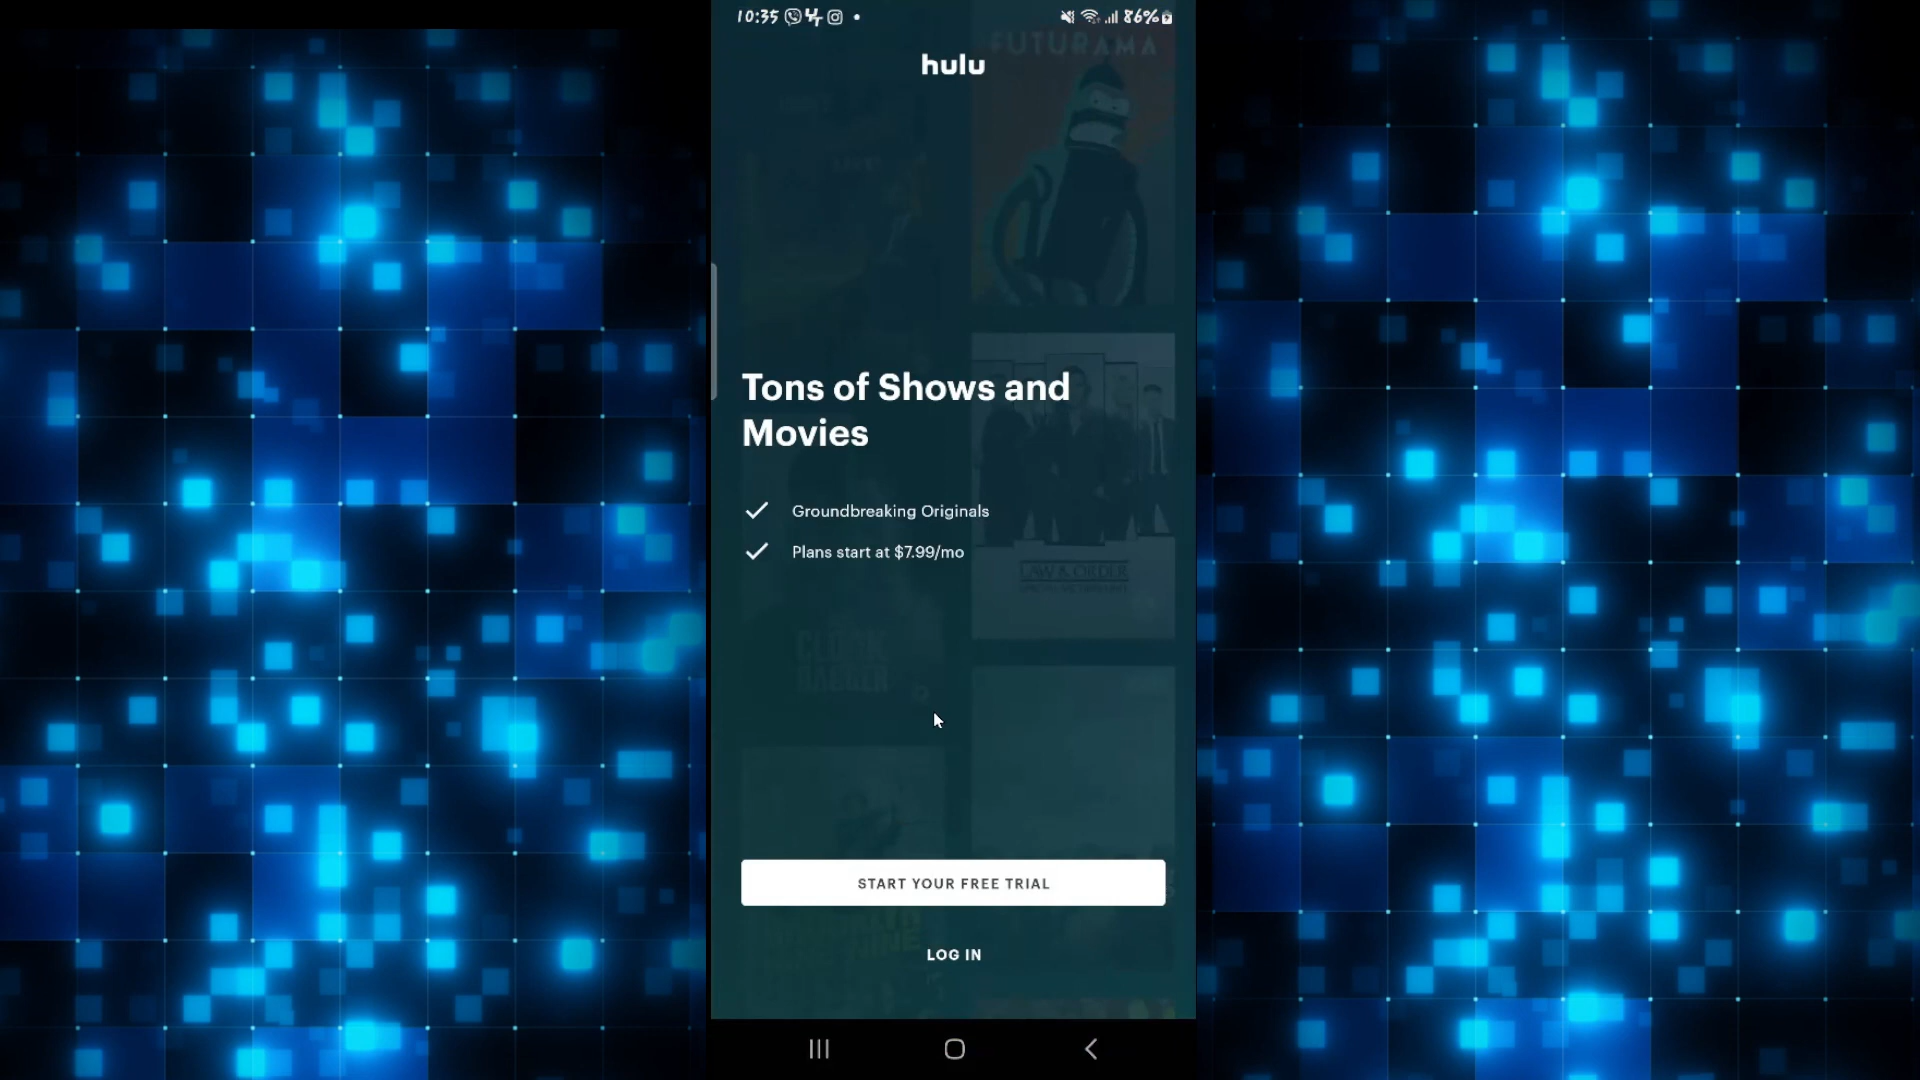 10:35
86%
FUTURAMA
hulu
Tons of Shows and
Movies
Groundbreaking Originals
Plans start at $7.99/mo
LAW & ORDER
START YOUR FREE TRIAL
LOG IN